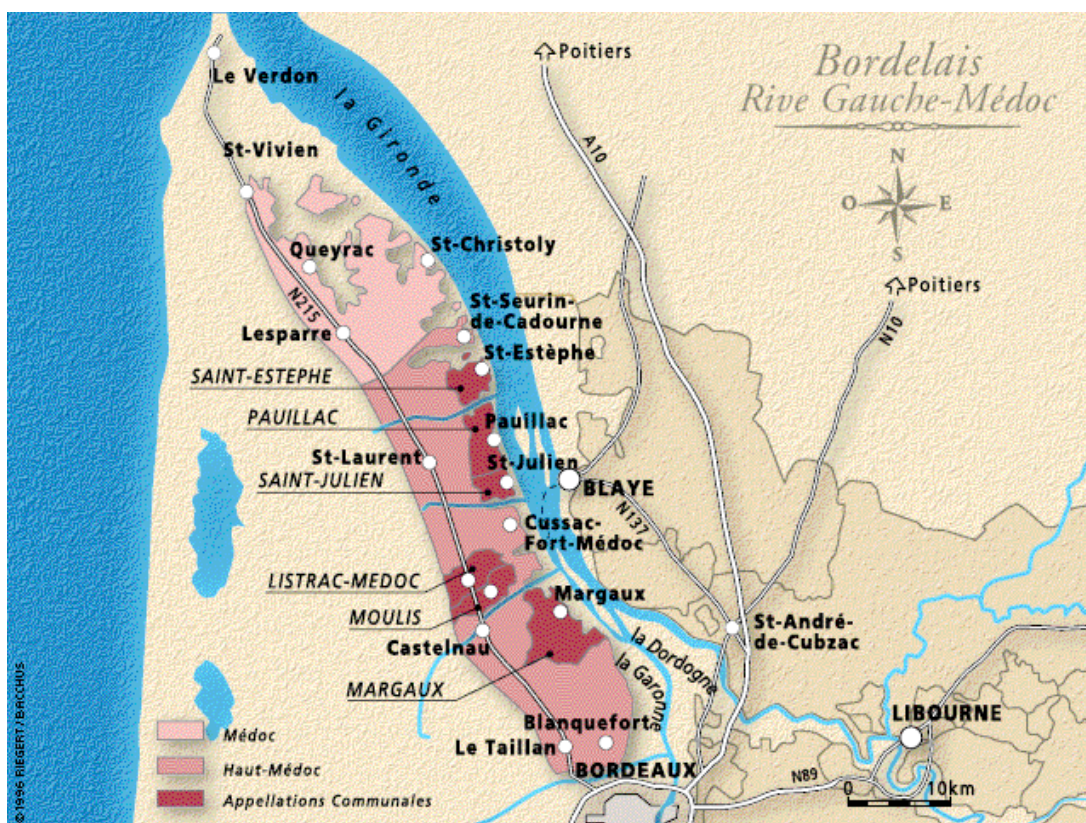 Poitiers
Bordelais
Rive Gauche-Médoc
N
O
E
S
Le Verdon
la Gironde
A10
St-Vivien
Queyrac
St-Christoly
N215
Poitiers
N10
St-Seurin-
de-Cadourne
Lesparre
St-Estèphe
SAINT-ESTEPHE
PAUILLAC
Pauillac
St-Laurent
St-Julien
SAINT-JULIEN
BLAYE
N137
Cussac-
Fort-Médoc
LISTRAC-MEDOC
Margaux
MOULIS
Castelnau
St-André-
de-Cubzac
la Dordogne
la Garonne
MARGAUX
Blanquefort
Le Taillan
BORDEAUX
LIBOURNE
N89
0
10km
Médoc
Haut-Médoc
Appellations Communales
©1996 RIEGERT/BACCHUS